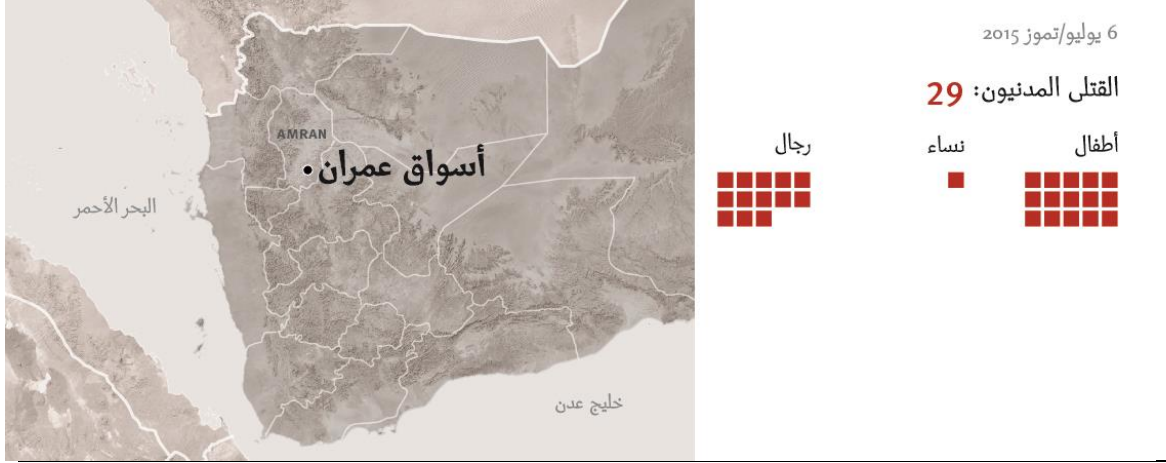 6 يوليو/تموز 2015
القتلى المدنيون: 29
أطفال نساء رجال
AMRAN
أسواق عمران
البحر الأحمر
خليج عدن